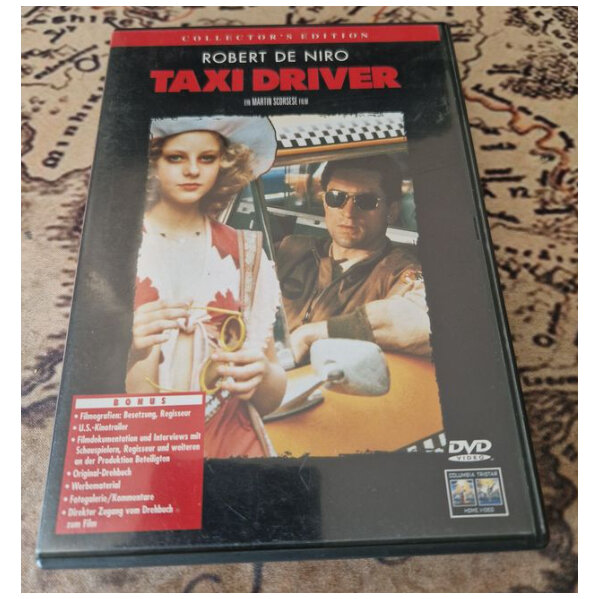 COLLECTOR'S EDITION
ROBERT DE NIRO
TAXI DRIVER
EIN MARTIN SCORSESE FILM
BONUS
• Filmografien: Besetzung, Regisseur
• U.S.-Kinotrailer
• Filmdokumentation und Interviews mit
Schauspielern, Regisseur und weiteren
an der Produktion Beteiligten
• Original-Drehbuch
• Werbematerial
• Fotogalerie/Kommentare
• Direkter Zugang vom Drehbuch
zum Film
DVD
VIDEO
COLUMBIA TRISTAR
HOME VIDEO